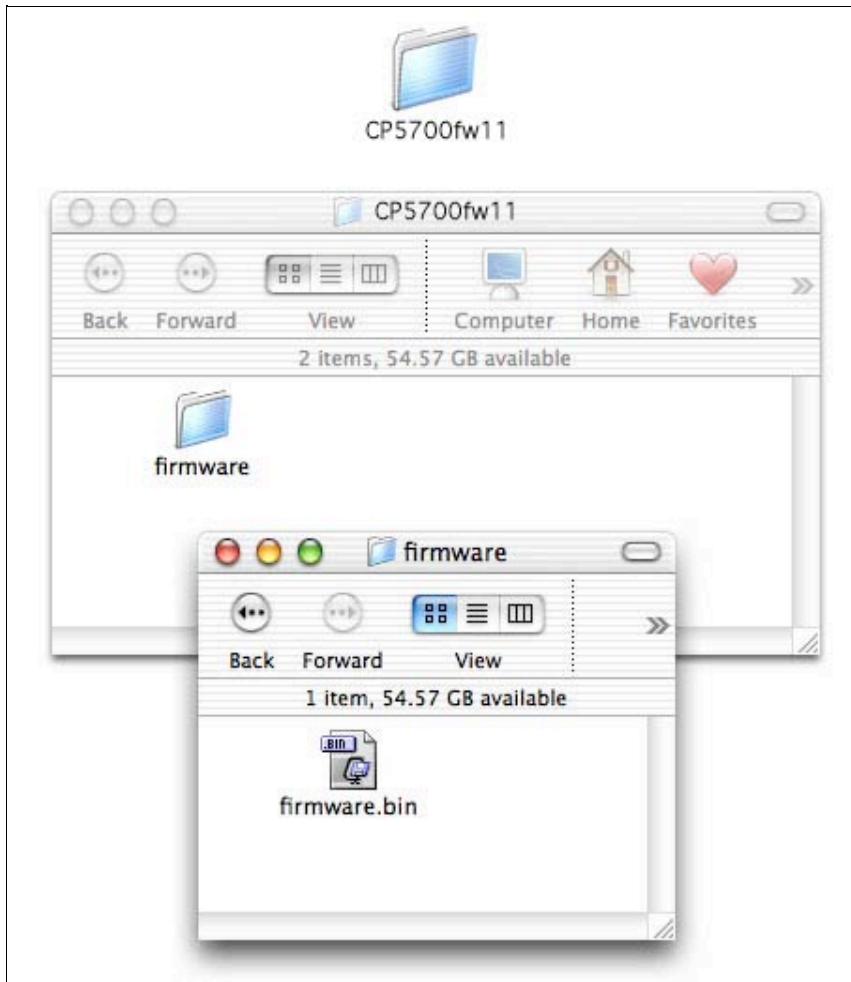 CP5700fw11
CP5700fw11
Back Forward View Computer Home Favorites
2 items, 54.57 GB available
firmware
firmware
Back Forward View
1 item, 54.57 GB available
.BIN
firmware.bin